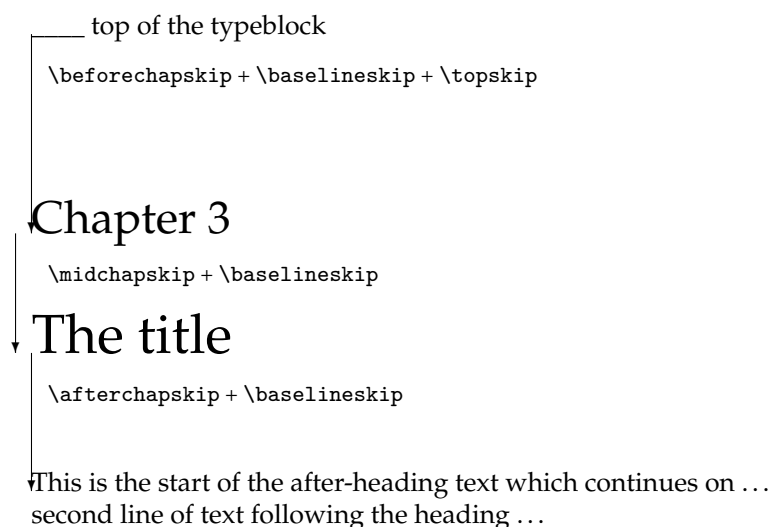 ____ top of the typeblock
\beforechapskip + \baselineskip + \topskip
Chapter 3
\midchapskip + \baselineskip
The title
\afterchapskip + \baselineskip
This is the start of the after-heading text which continues on …
second line of text following the heading …